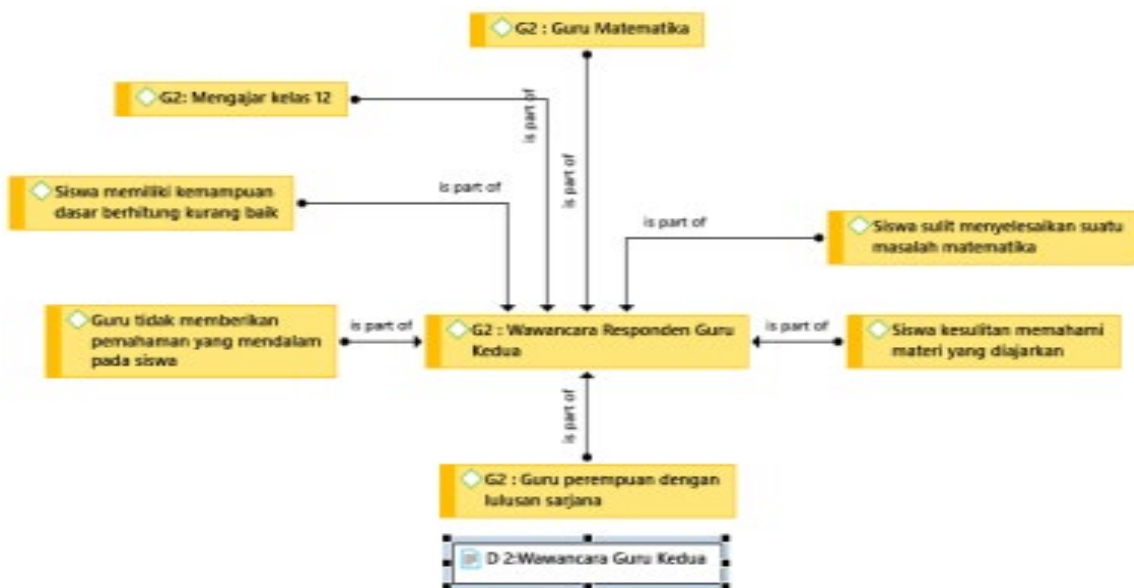 G2 : Guru Matematika
G2: Mengajar kelas 12
is part of
is part of
Siswa memiliki kemampuan
dasar berhitung kurang baik
is part of
is part of
Siswa sulit menyelesaikan suatu
masalah matematika
Guru tidak memberikan
pemahaman yang mendalam
pada siswa
is part of
G2 : Wawancara Responden Guru
Kedua
is part of
Siswa kesulitan memahami
materi yang diajarkan
is part of
G2 : Guru perempuan dengan
lulusan sarjana
D 2:Wawancara Guru Kedua